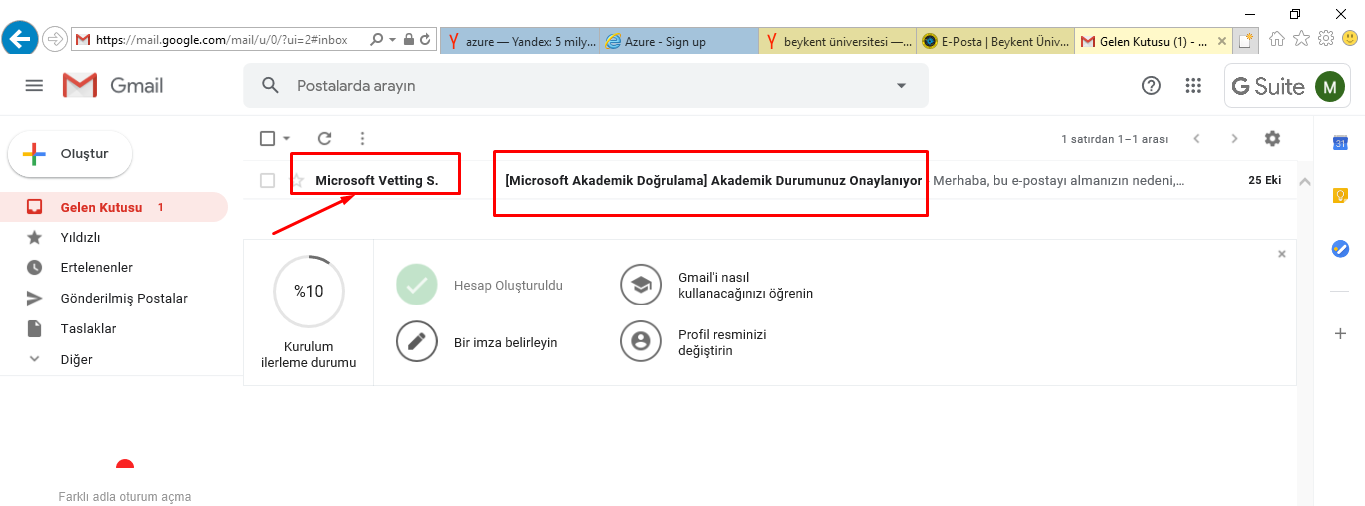 https://mail.google.com/mail/u/0/?ui=2#inbox
azure — Yandex: 5 mily...
Azure - Sign up
beykent üniversitesi —...
E-Posta | Beykent Üniv...
Gelen Kutusu (1) - ...
Gmail
Postalarda arayın
G Suite
M
Oluştur
1 satırdan 1–1 arası
31
Microsoft Vetting S.
[Microsoft Akademik Doğrulama] Akademik Durumunuz Onaylanıyor - Merhaba, bu e-postayı almanızın nedeni,...
25 Eki
Gelen Kutusu 1
Yıldızlı
Ertelenenler
Gönderilmiş Postalar
Taslaklar
Diğer
%10
Kurulum
ilerleme durumu
Hesap Oluşturuldu
Gmail'i nasıl
kullanacağınızı öğrenin
Bir imza belirleyin
Profil resminizi
değiştirin
Farklı adla oturum açma